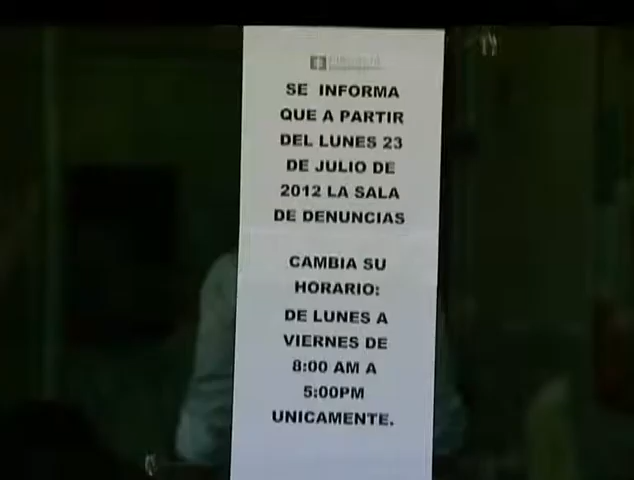 SE INFORMA
QUE A PARTIR
DEL LUNES 23
DE JULIO DE
2012 LA SALA
DE DENUNCIAS
CAMBIA SU
HORARIO:
DE LUNES A
VIERNES DE
8:00 AM A
5:00PM
UNICAMENTE.